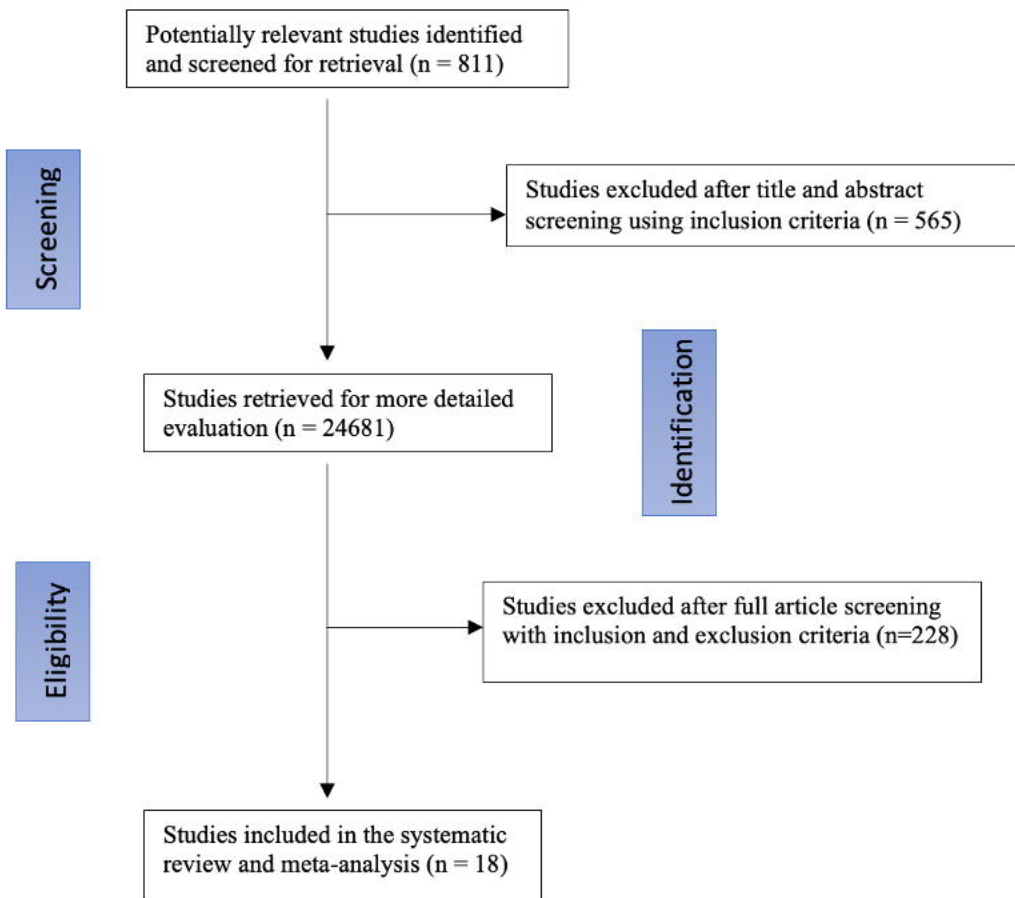 Potentially relevant studies identified
and screened for retrieval (n = 811)
Screening
Studies excluded after title and abstract
screening using inclusion criteria (n = 565)
Identification
Studies retrieved for more detailed
evaluation (n = 24681)
Eligibility
Studies excluded after full article screening
with inclusion and exclusion criteria (n=228)
Studies included in the systematic
review and meta-analysis (n = 18)